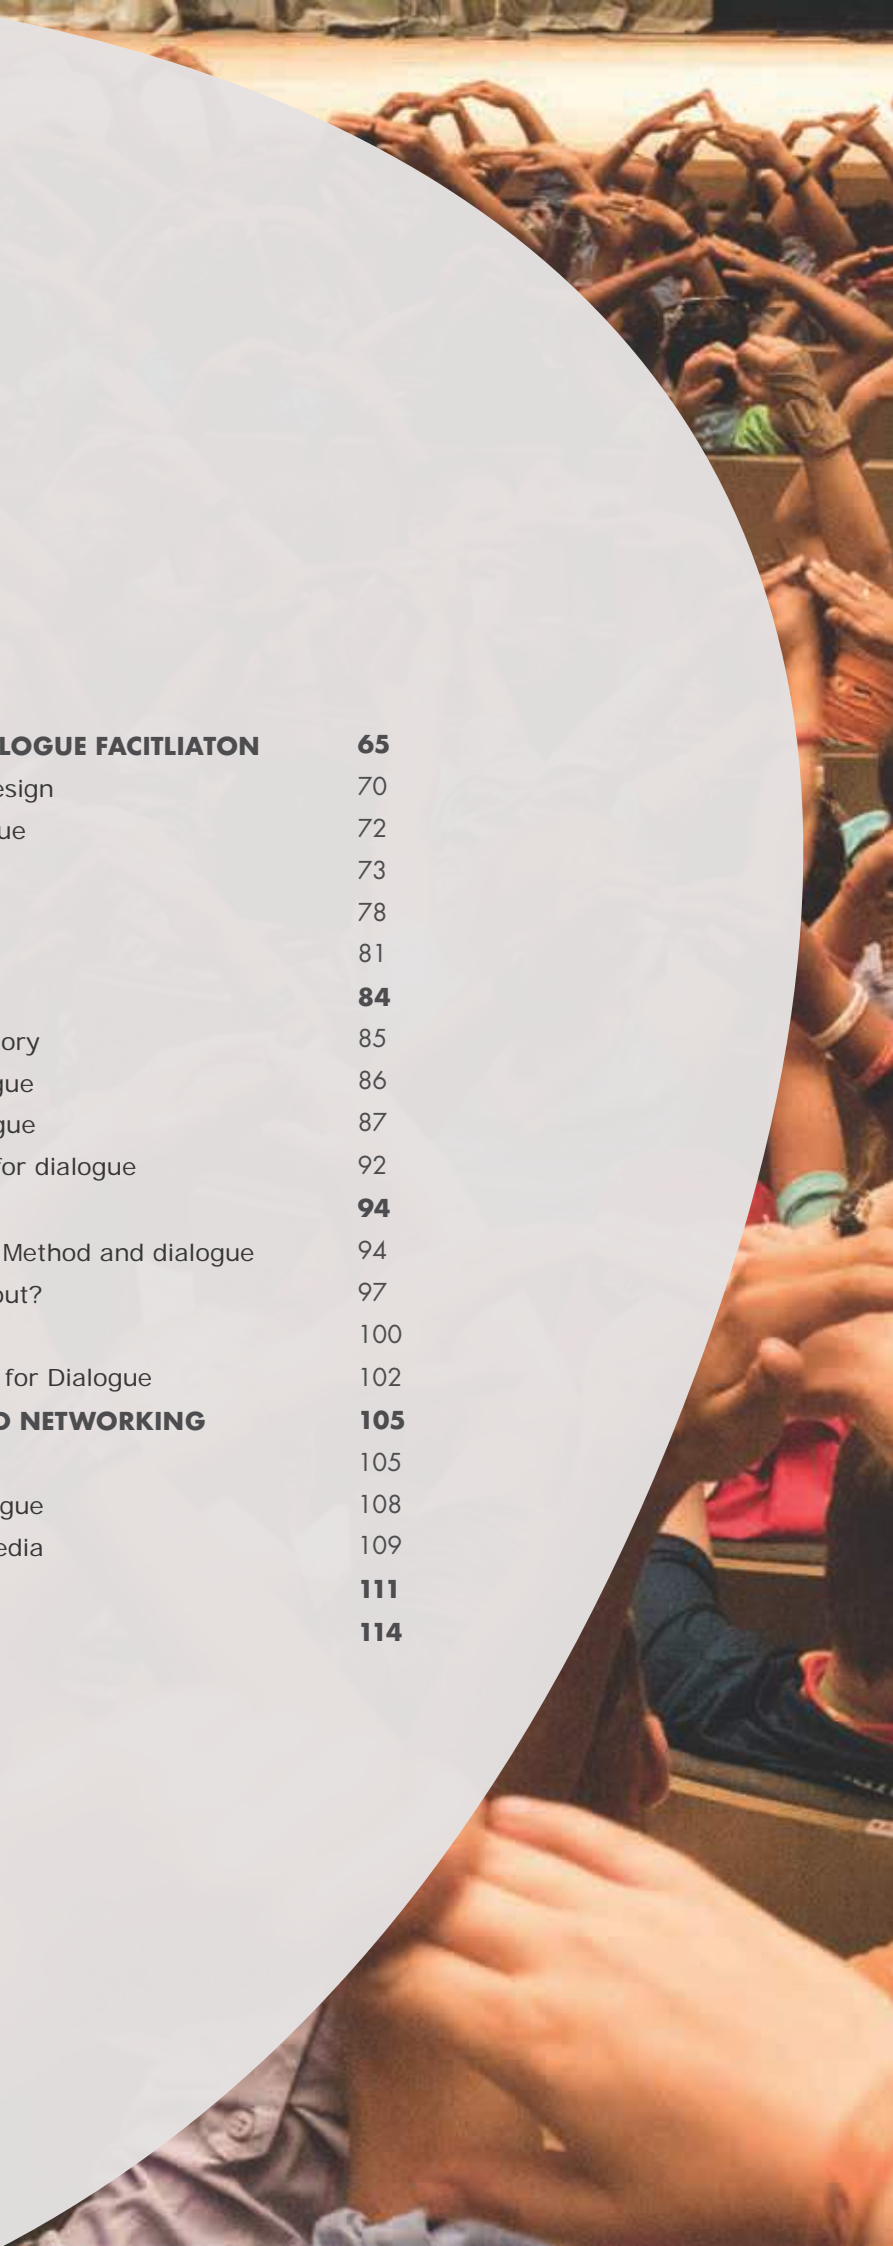 LOGUE FACITLIATON 65
esign 70
ue 72
73
78
81
84
ory 85
gue 86
gue 87
for dialogue 92
94
Method and dialogue 94
out? 97
100
for Dialogue 102
D NETWORKING 105
105
gue 108
edia 109
111
114